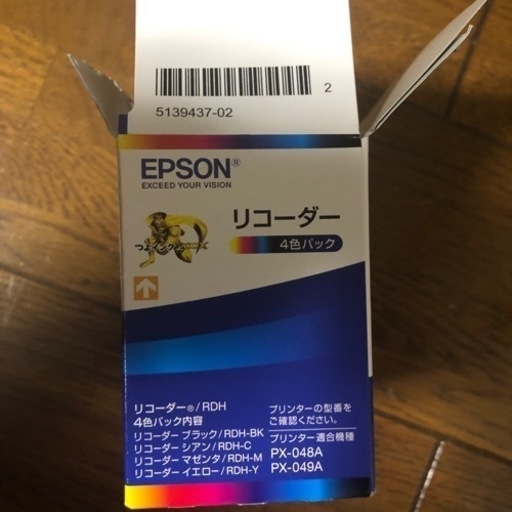 2
5139437-02
EPSON®
EXCEED YOUR VISION
リコーダー
4色パック
つよインク
リコーダー®/RDH
4色パック内容
リコーダー ブラック/RDH-BK
リコーダー シアン/RDH-C
リコーダー マゼンタ/RDH-M
リコーダー イエロー/RDH-Y
プリンターの型番を
ご確認ください。
プリンター適合機種
PX-048A
PX-049A